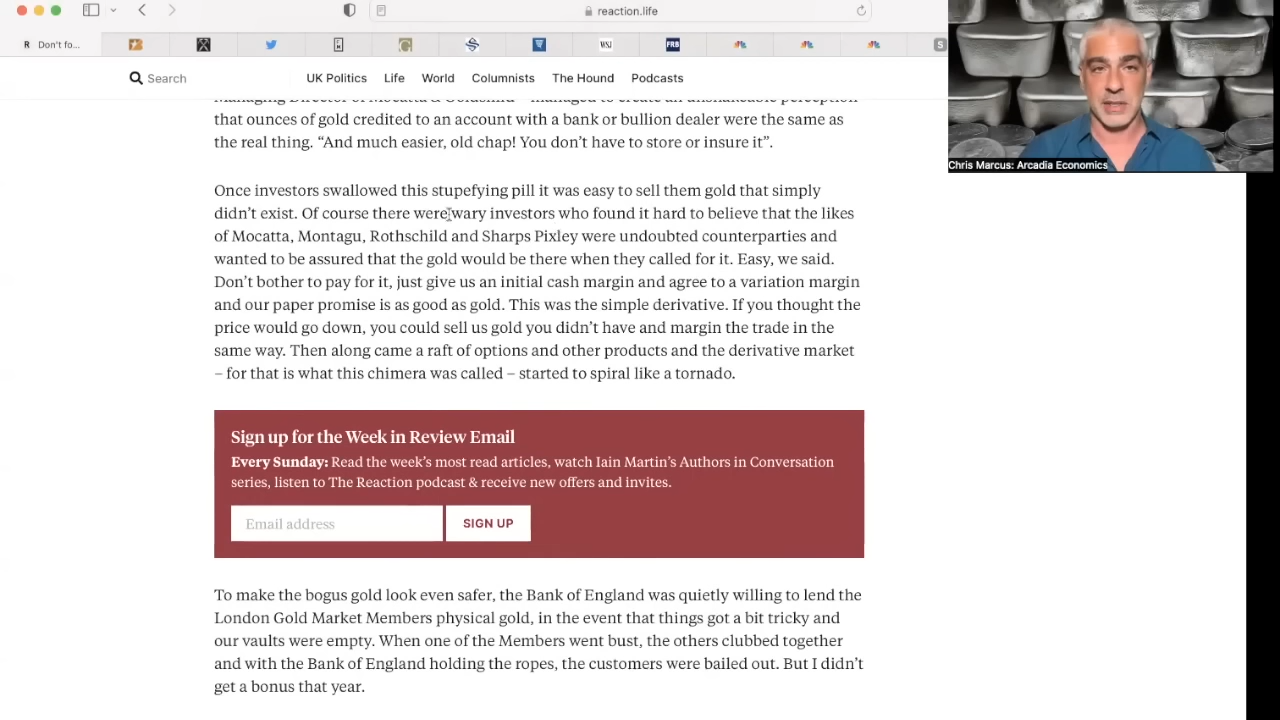 reaction.life
R Don't fo...
WSJ
FRB
S
Search
UK Politics
Life
World
Columnists
The Hound
Podcasts
Managing Director of Mocatta & Goldsmid – managed to create an unshakeable perception
that ounces of gold credited to an account with a bank or bullion dealer were the same as
the real thing. “And much easier, old chap! You don’t have to store or insure it”.
Once investors swallowed this stupefying pill it was easy to sell them gold that simply
didn’t exist. Of course there were wary investors who found it hard to believe that the likes
of Mocatta, Montagu, Rothschild and Sharps Pixley were undoubted counterparties and
wanted to be assured that the gold would be there when they called for it. Easy, we said.
Don’t bother to pay for it, just give us an initial cash margin and agree to a variation margin
and our paper promise is as good as gold. This was the simple derivative. If you thought the
price would go down, you could sell us gold you didn’t have and margin the trade in the
same way. Then along came a raft of options and other products and the derivative market
– for that is what this chimera was called – started to spiral like a tornado.
Sign up for the Week in Review Email
Every Sunday: Read the week’s most read articles, watch Iain Martin’s Authors in Conversation
series, listen to The Reaction podcast & receive new offers and invites.
Email address
SIGN UP
To make the bogus gold look even safer, the Bank of England was quietly willing to lend the
London Gold Market Members physical gold, in the event that things got a bit tricky and
our vaults were empty. When one of the Members went bust, the others clubbed together
and with the Bank of England holding the ropes, the customers were bailed out. But I didn’t
get a bonus that year.
Chris Marcus: Arcadia Economics